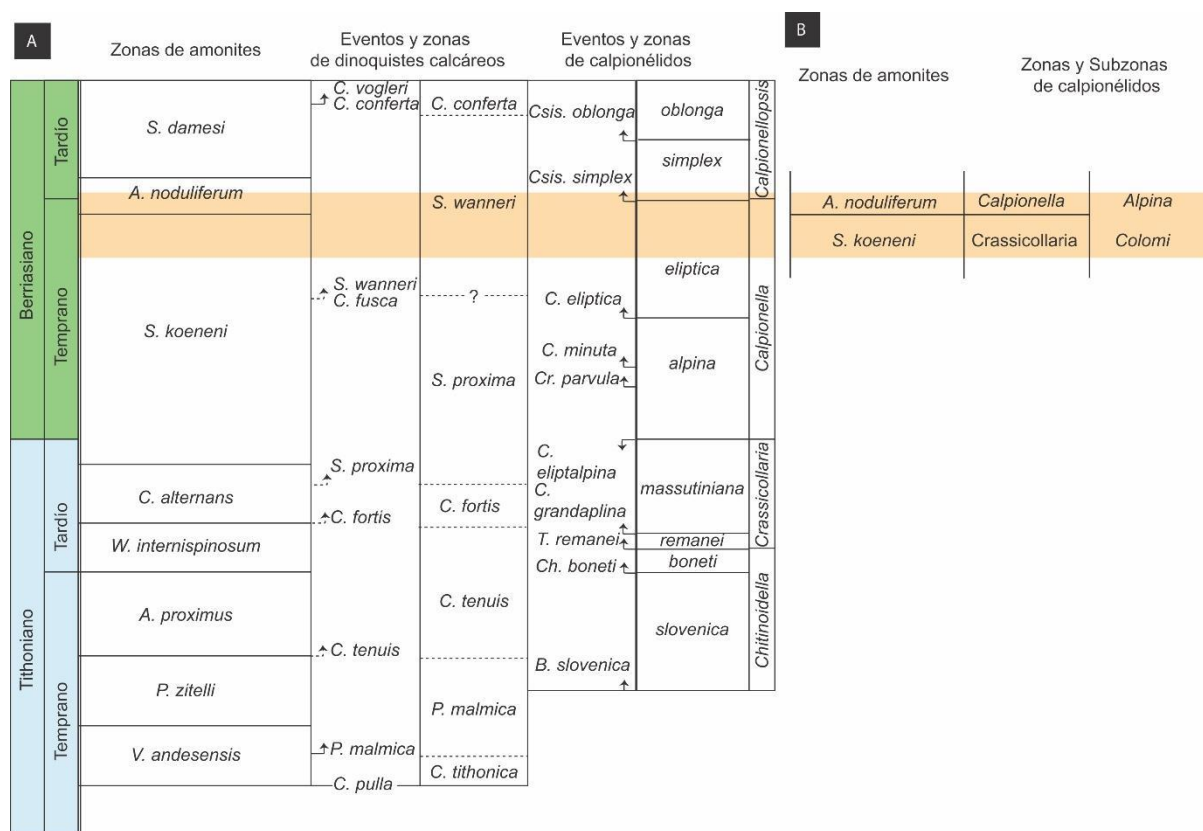 A
Zonas de amonites
Eventos y zonas
de dinoquistes calcáreos
Eventos y zonas
de calpionélidos
Berriasiano
Tithoniano
Tardío
Temprano
Tardio
Temprano
S. damesi
A. noduliferum
S. koeneni
C. alternans
W. internispinosum
A. proximus
P. zitelli
V. andesensis
C. vogleri
C. conferta
S. wanneri
C. fusca
S. proxima
C. fortis
C. tenuis
P. malmica
C. pulla
C. conferta
S. wanneri
?
S. proxima
C. fortis
C. tenuis
P. malmica
C. tithonica
Csis. oblonga
Csis. simplex
C. eliptica
C. minuta
Cr. parvula
C.
eliptalpina
C.
grandaplina
T. remanei
Ch. boneti
B. slovenica
oblonga
simplex
eliptica
alpina
massutiniana
remanei
boneti
slovenica
Calpionellopsis
Calpionella
Crassicollaria
Chitinoidella
B
Zonas de amonites
Zonas y Subzonas
de calpionélidos
A. noduliferum
Calpionella
Alpina
S. koeneni
Crassicollaria
Colomi